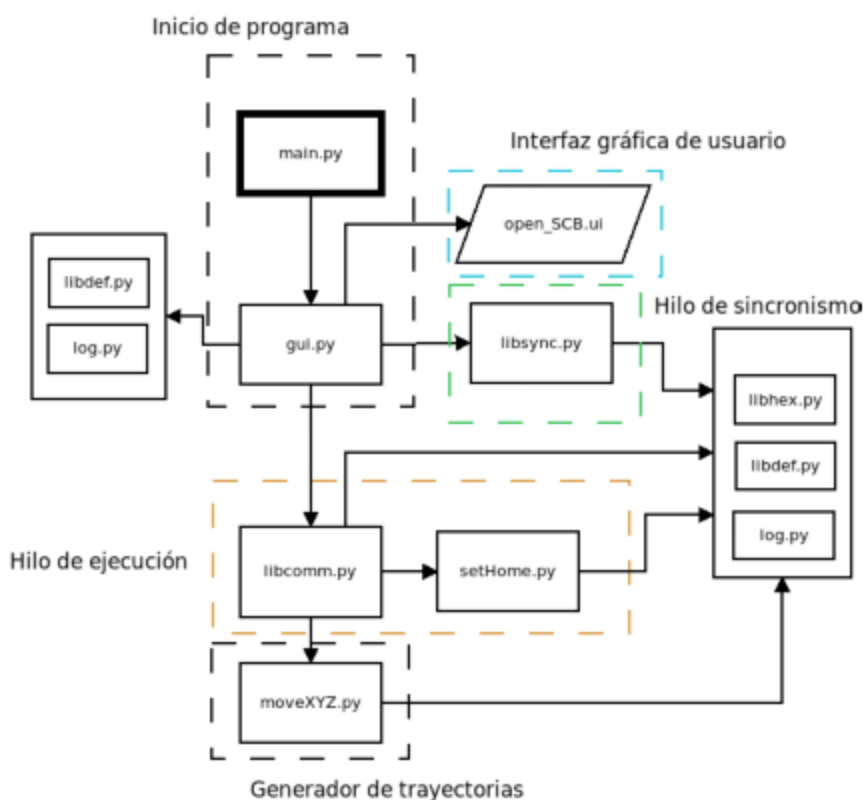 Inicio de programa
main.py
Interfaz gráfica de usuario
open_SCB.ui
libdef.py
log.py
gui.py
libsync.py
Hilo de sincronismo
libhex.py
libdef.py
log.py
Hilo de ejecución
libcomm.py
setHome.py
moveXYZ.py
Generador de trayectorias